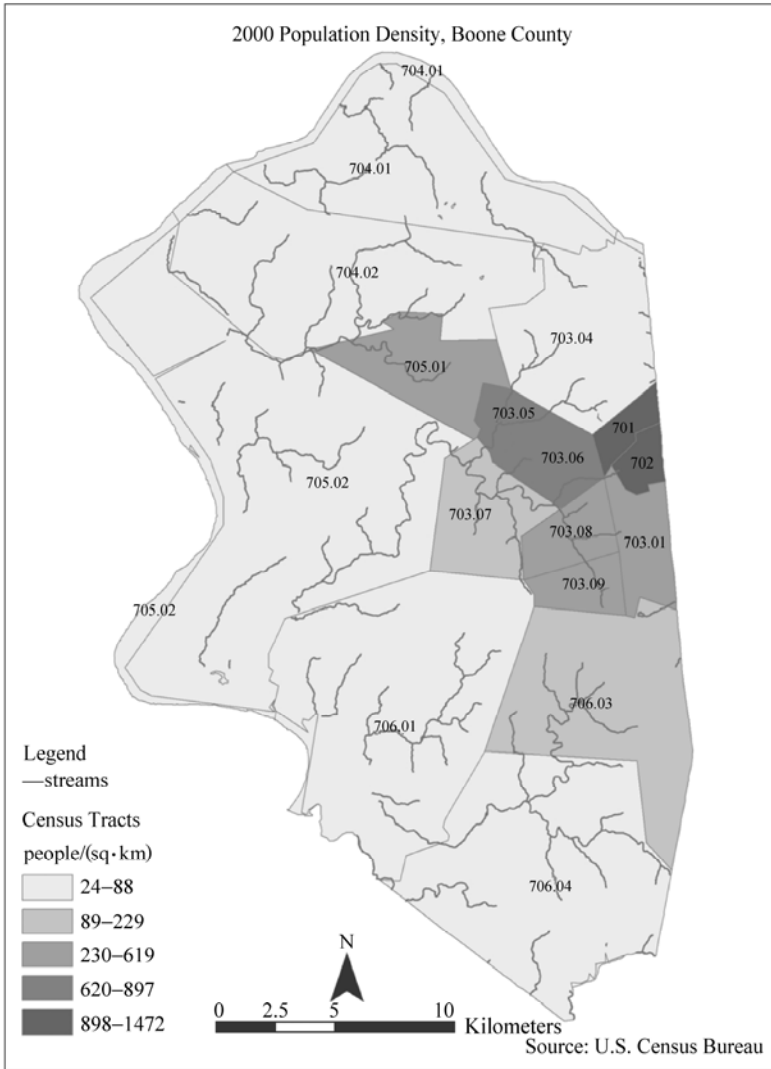 2000 Population Density, Boone County
704.01
704.01
704.02
703.04
705.01
703.05
701
703.06
702
705.02
703.07
703.08
703.01
703.09
705.02
706.03
706.01
Legend
streams
Census Tracts
people/(sq·km)
24–88
706.04
89–229
230–619
N
620–897
0 2.5 5 10
898–1472
Kilometers
Source: U.S. Census Bureau